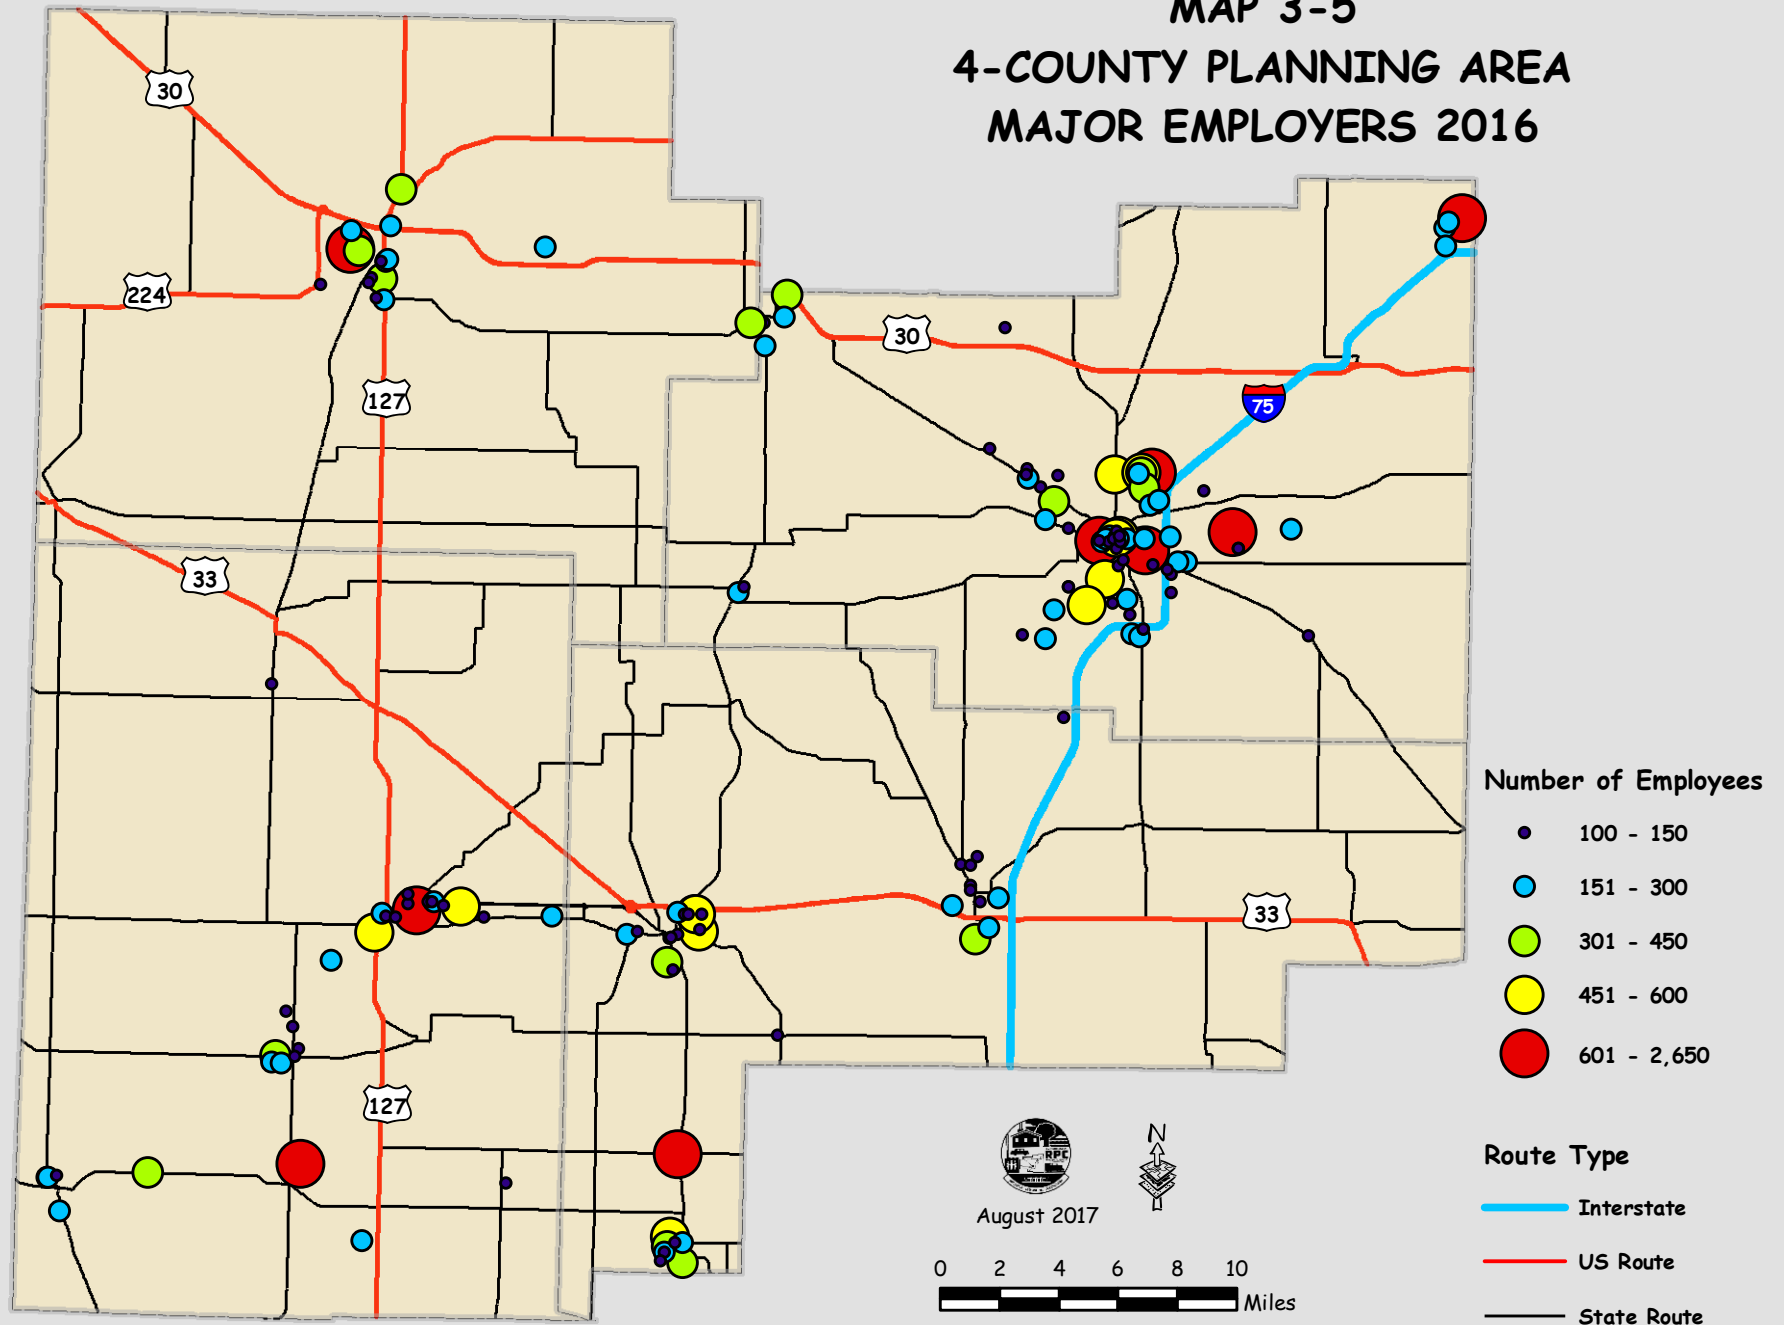 MAP 3-5
4-COUNTY PLANNING AREA
MAJOR EMPLOYERS 2016
30
224
127
30
75
33
33
127
Number of Employees
100 - 150
151 - 300
301 - 450
451 - 600
601 - 2,650
Route Type
Interstate
US Route
State Route
RPC
N
August 2017
0 2 4 6 8 10
Miles